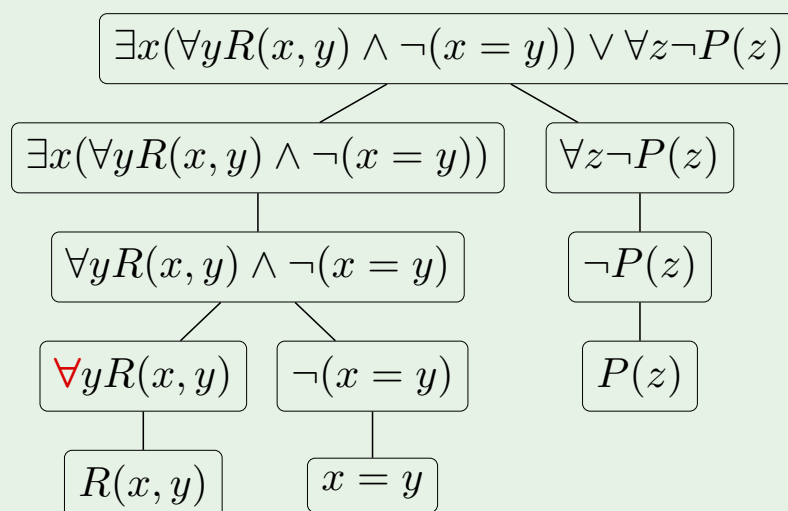 ∃x(∀yR(x, y) ∧ ¬(x = y)) ∨ ∀z¬P(z)
∃x(∀yR(x, y) ∧ ¬(x = y)) ∀z¬P(z)
∀yR(x, y) ∧ ¬(x = y) ¬P(z)
∀yR(x, y) ¬(x = y) P(z)
R(x, y) x = y